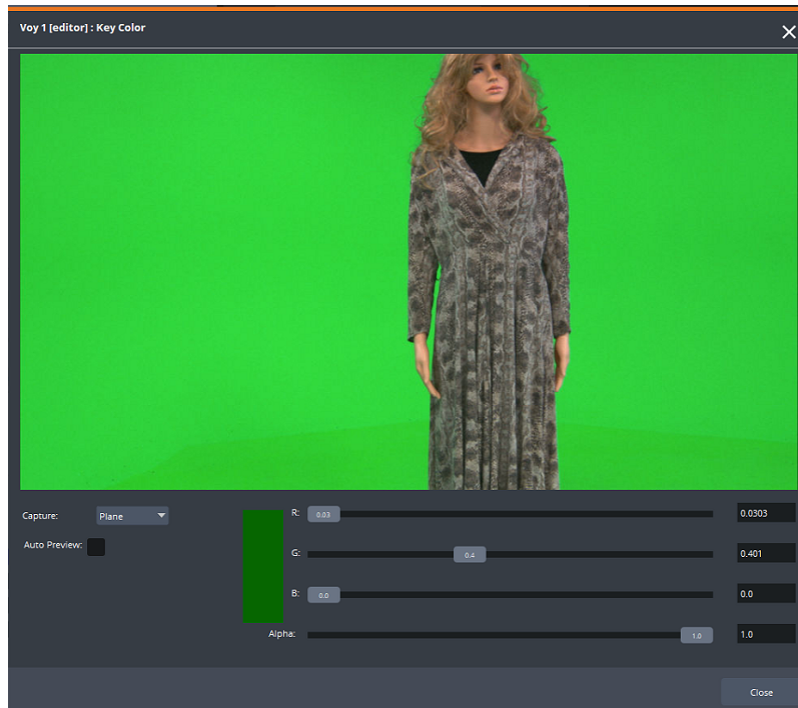 Voy 1 [editor] : Key Color
Capture: Plane
Auto Preview:
R: 0.03 0.0303
G: 0.4 0.401
B: 0.0 0.0
Alpha: 1.0 1.0
Close